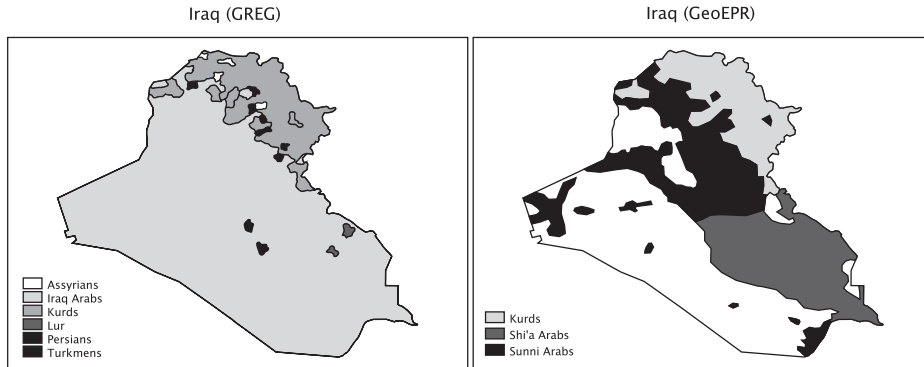 Iraq (GREG)
Assyrians
Iraq Arabs
Kurds
Lur
Persians
Turkmens
Iraq (GeoEPR)
Kurds
Shi'a Arabs
Sunni Arabs